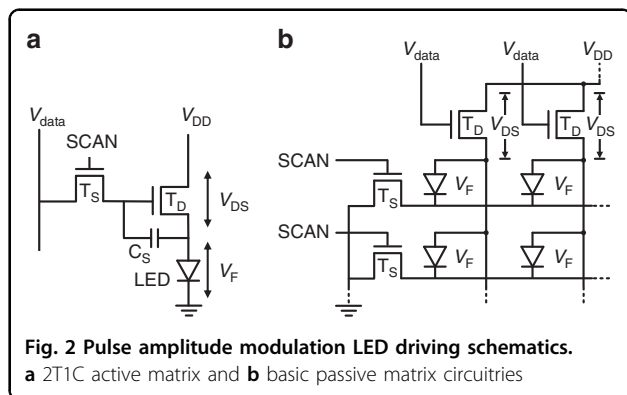 a
V_data
SCAN
T_S
V_DD
T_D
V_DS
C_S
LED
V_F
b
V_data
V_data
V_DD
T_D
V_DS
T_D
V_DS
SCAN
T_S
V_F
V_F
SCAN
T_S
V_F
V_F
Fig. 2 Pulse amplitude modulation LED driving schematics.
a 2T1C active matrix and b basic passive matrix circuitries